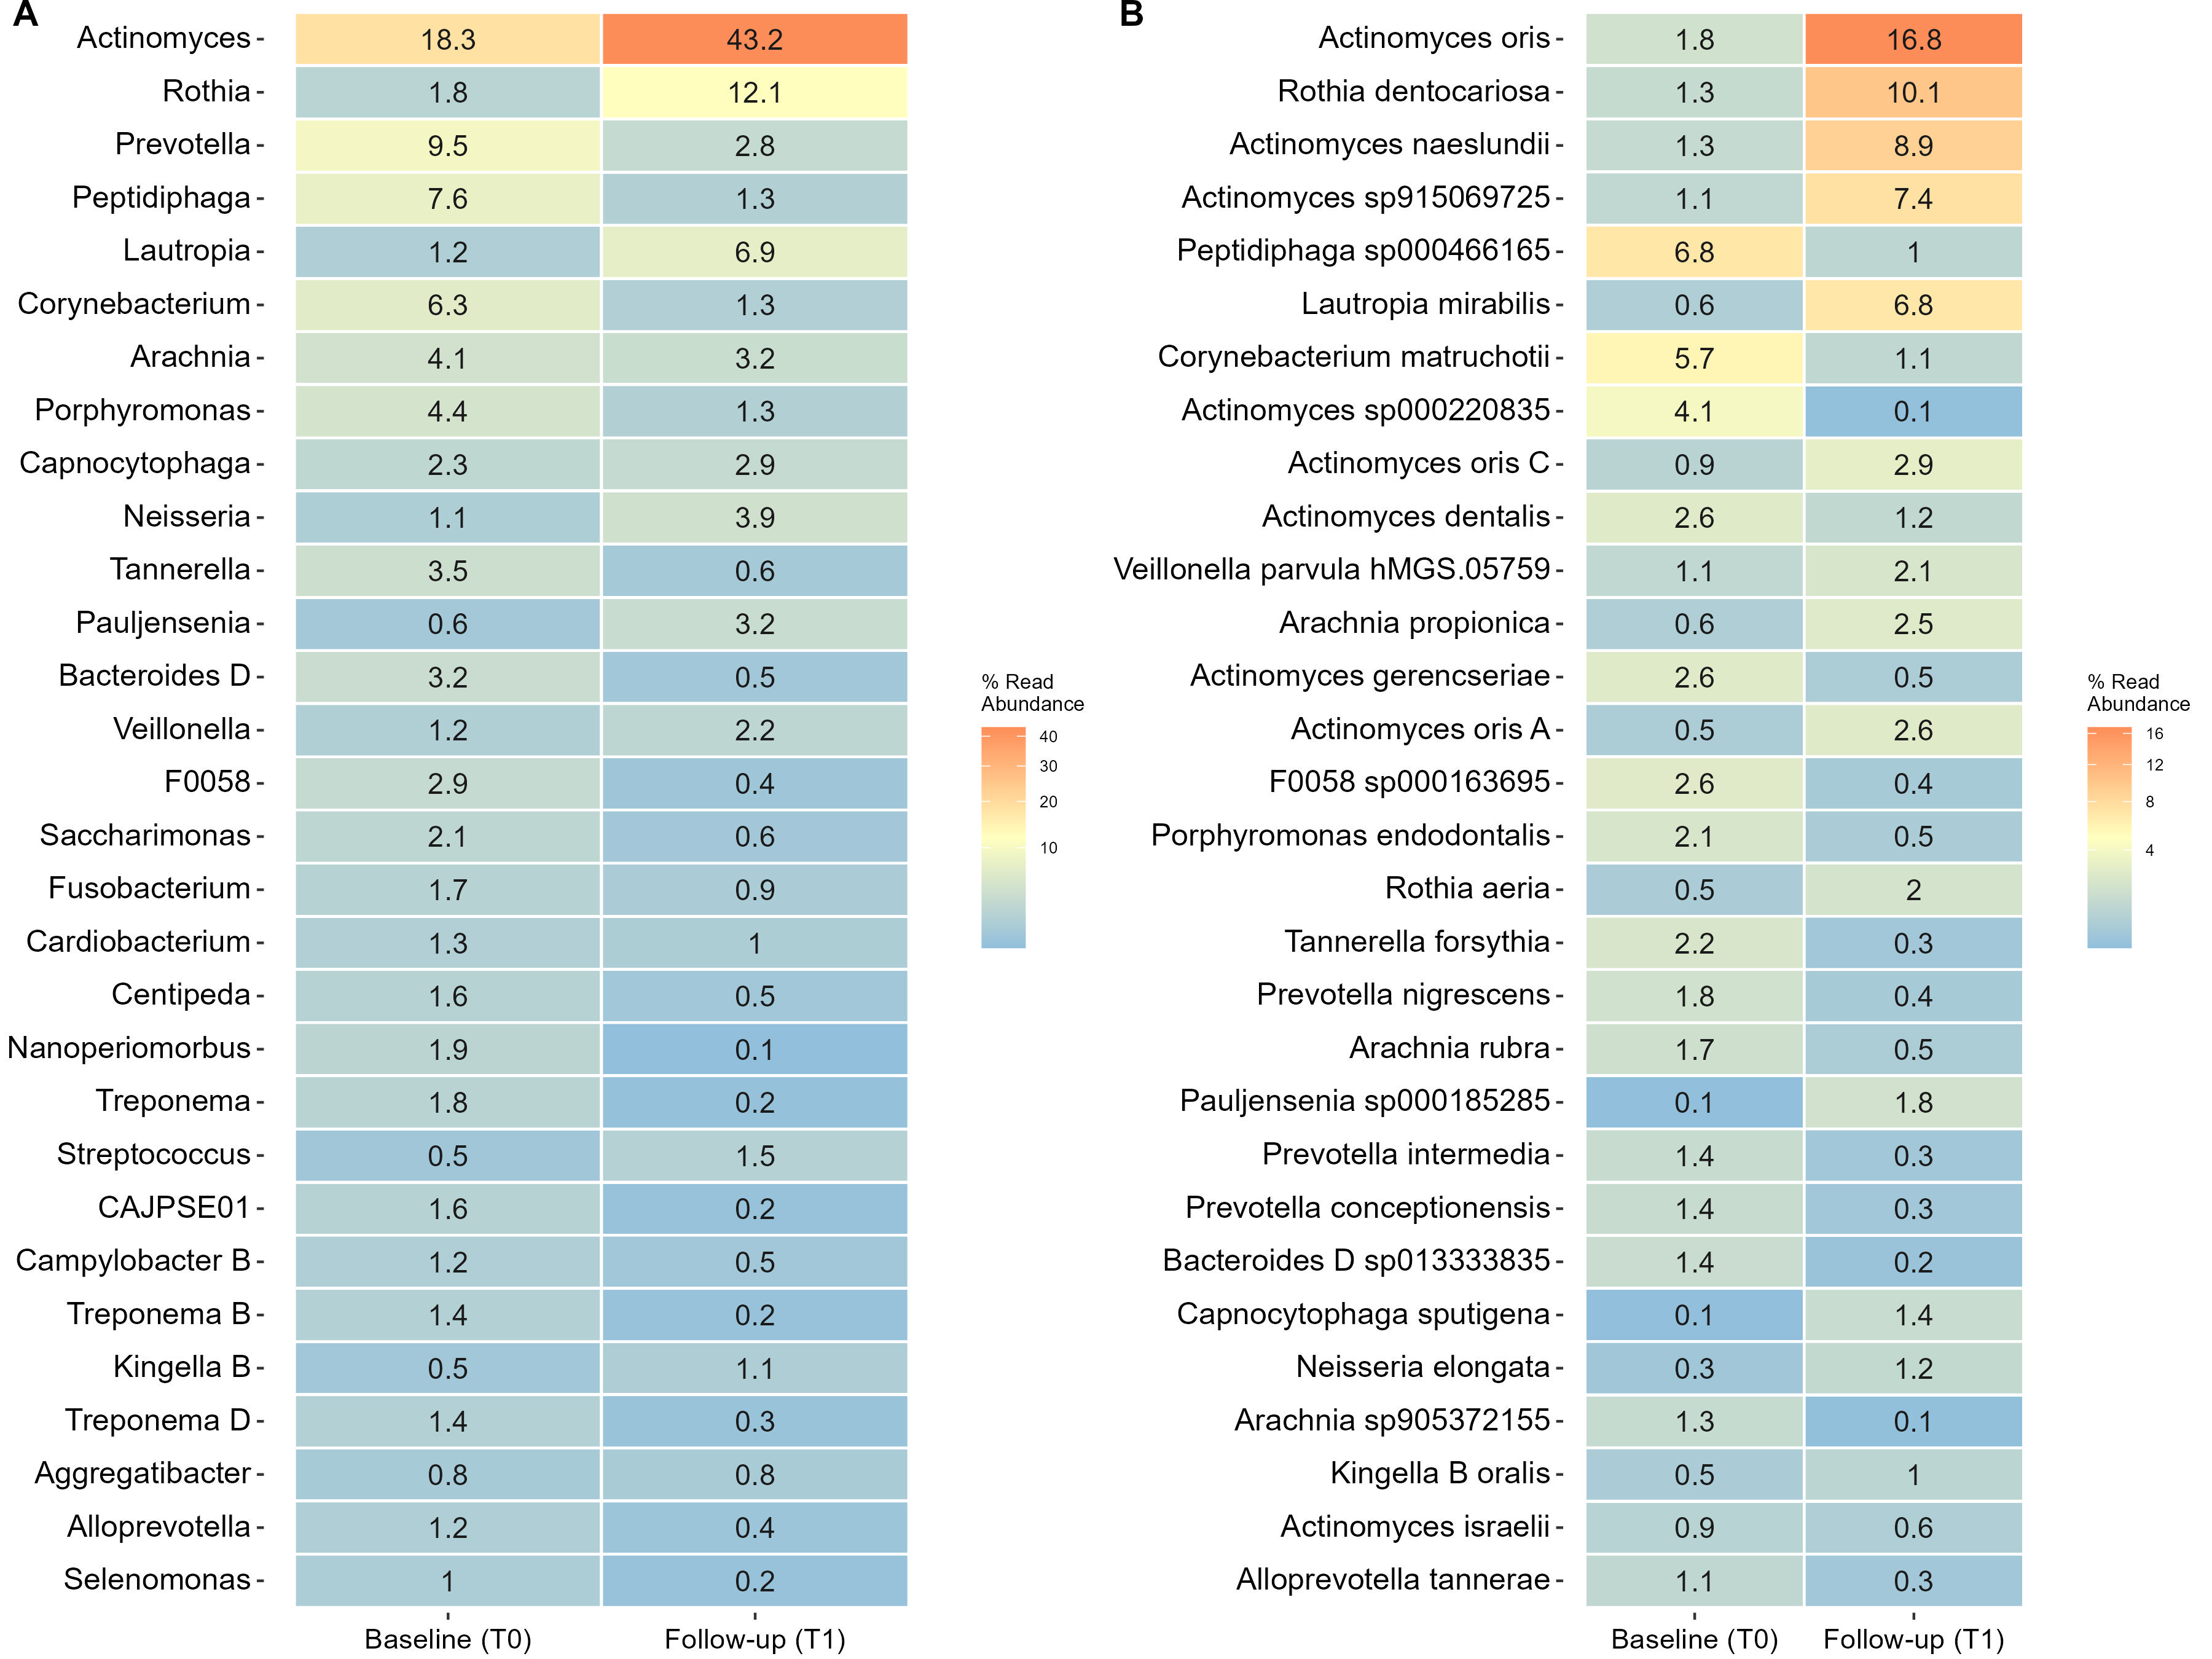 A
Actinomyces 18.3 43.2
Rothia 1.8 12.1
Prevotella 9.5 2.8
Peptidiphaga 7.6 1.3
Lautropia 1.2 6.9
Corynebacterium 6.3 1.3
Arachnia 4.1 3.2
Porphyromonas 4.4 1.3
Capnocytophaga 2.3 2.9
Neisseria 1.1 3.9
Tannerella 3.5 0.6
Pauljensenia 0.6 3.2
Bacteroides D 3.2 0.5
Veillonella 1.2 2.2
F0058 2.9 0.4
Saccharimonas 2.1 0.6
Fusobacterium 1.7 0.9
Cardiobacterium 1.3 1
Centipeda 1.6 0.5
Nanoperiomorbus 1.9 0.1
Treponema 1.8 0.2
Streptococcus 0.5 1.5
CAJPSE01 1.6 0.2
Campylobacter B 1.2 0.5
Treponema B 1.4 0.2
Kingella B 0.5 1.1
Treponema D 1.4 0.3
Aggregatibacter 0.8 0.8
Alloprevotella 1.2 0.4
Selenomonas 1 0.2
Baseline (T0) Follow-up (T1)
% Read
Abundance
40
30
20
10
B
Actinomyces oris 1.8 16.8
Rothia dentocariosa 1.3 10.1
Actinomyces naeslundii 1.3 8.9
Actinomyces sp915069725 1.1 7.4
Peptidiphaga sp000466165 6.8 1
Lautropia mirabilis 0.6 6.8
Corynebacterium matruchotii 5.7 1.1
Actinomyces sp000220835 4.1 0.1
Actinomyces oris C 0.9 2.9
Actinomyces dentalis 2.6 1.2
Veillonella parvula hMGS.05759 1.1 2.1
Arachnia propionica 0.6 2.5
Actinomyces gerencseriae 2.6 0.5
Actinomyces oris A 0.5 2.6
F0058 sp000163695 2.6 0.4
Porphyromonas endodontalis 2.1 0.5
Rothia aeria 0.5 2
Tannerella forsythia 2.2 0.3
Prevotella nigrescens 1.8 0.4
Arachnia rubra 1.7 0.5
Pauljensenia sp000185285 0.1 1.8
Prevotella intermedia 1.4 0.3
Prevotella conceptionensis 1.4 0.3
Bacteroides D sp013333835 1.4 0.2
Capnocytophaga sputigena 0.1 1.4
Neisseria elongata 0.3 1.2
Arachnia sp905372155 1.3 0.1
Kingella B oralis 0.5 1
Actinomyces israelii 0.9 0.6
Alloprevotella tannerae 1.1 0.3
Baseline (T0) Follow-up (T1)
% Read
Abundance
16
12
8
4